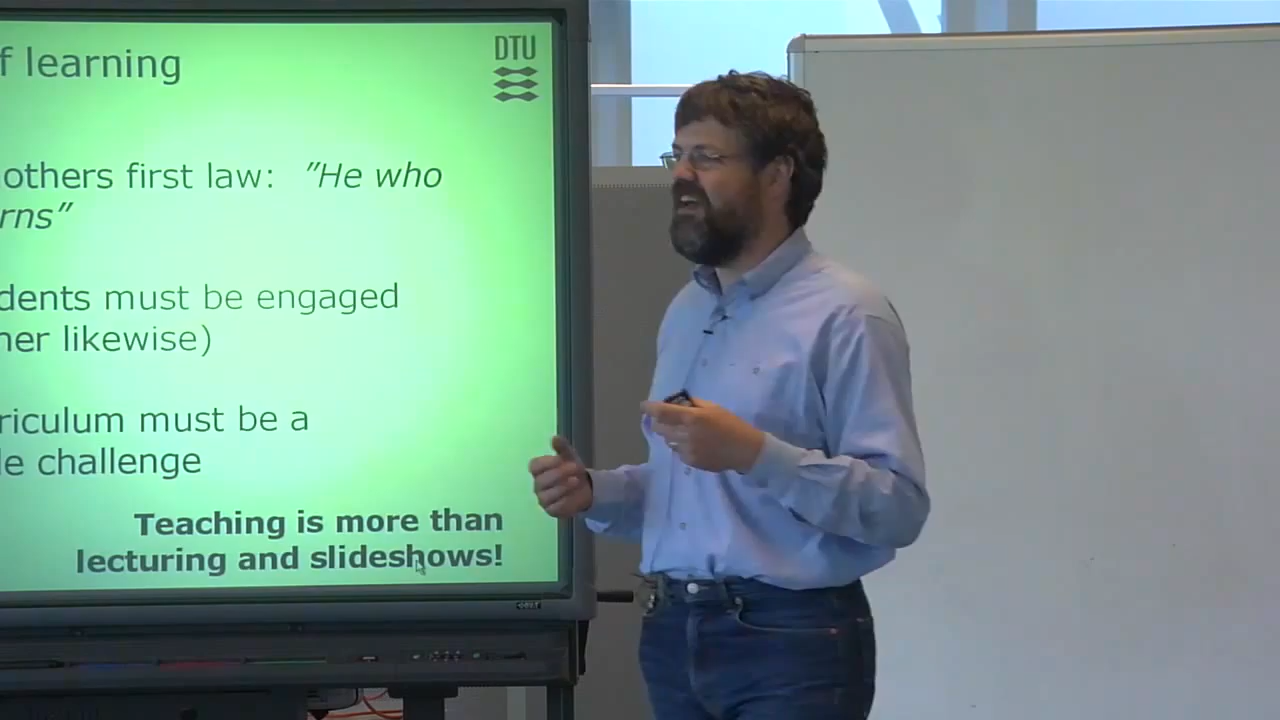 f learning
DTU
others first law: ”He who
rns”
dents must be engaged
her likewise)
riculum must be a
le challenge
Teaching is more than
lecturing and slideshows!